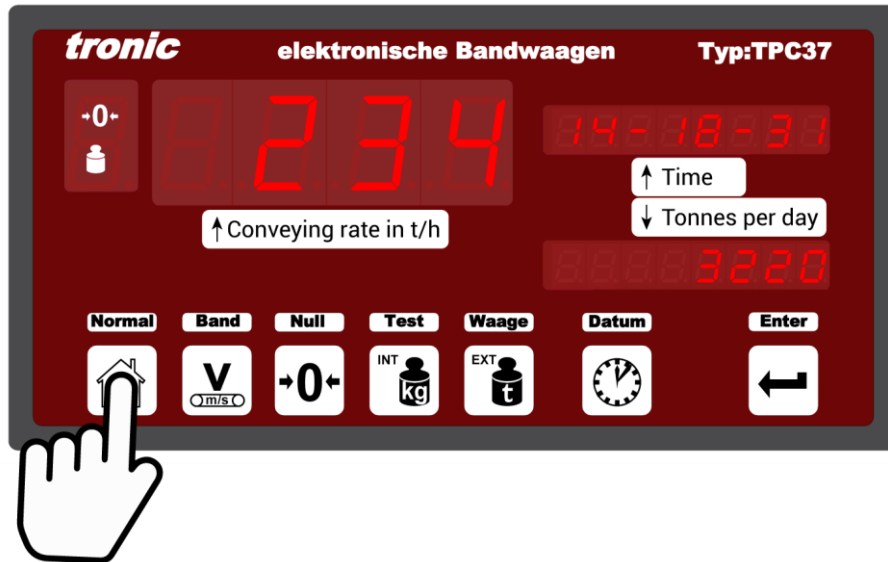 tronic elektronische Bandwaagen Typ:TPC37
→0←
234
14-18-31
↑ Time
↓ Tonnes per day
↑ Conveying rate in t/h
3220
Normal Band Null Test Waage Datum Enter
V
m/s
→0←
INT
kg
EXT
t